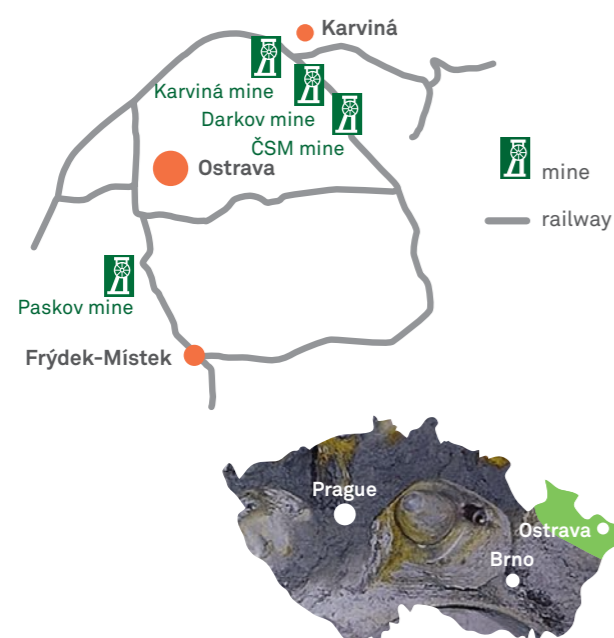 Karviná
Karviná mine
Darkov mine
ČSM mine
Ostrava
mine
railway
Paskov mine
Frýdek-Místek
Prague
Ostrava
Brno